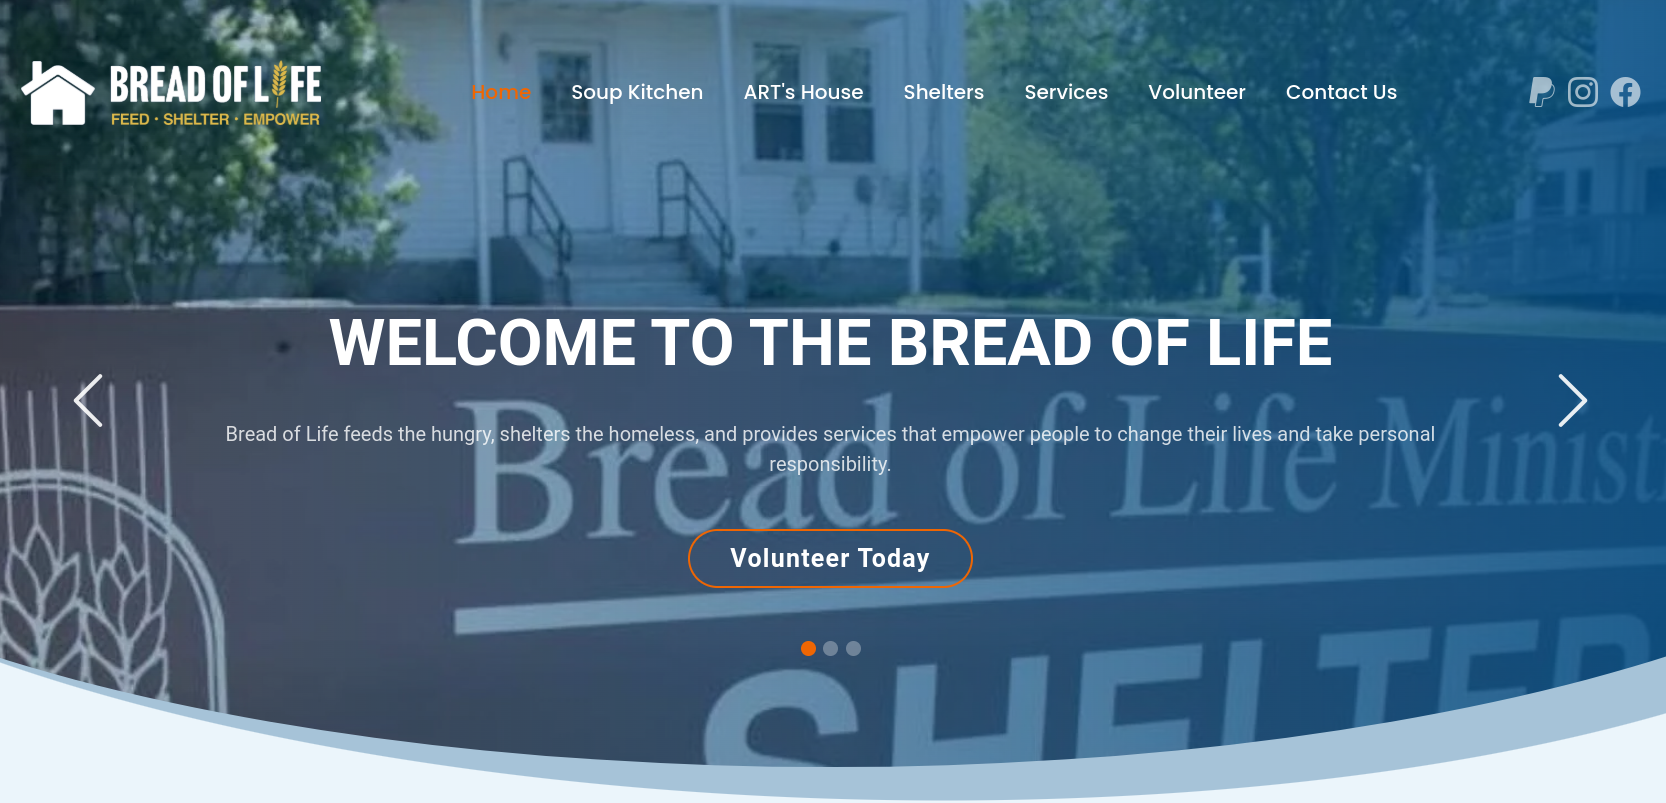 BREAD OF LIFE
FEED • SHELTER • EMPOWER
Home Soup Kitchen ART's House Shelters Services Volunteer Contact Us
WELCOME TO THE BREAD OF LIFE
Bread of Life feeds the hungry, shelters the homeless, and provides services that empower people to change their lives and take personal
responsibility.
Bread of Life Minist
Volunteer Today
SHELTER